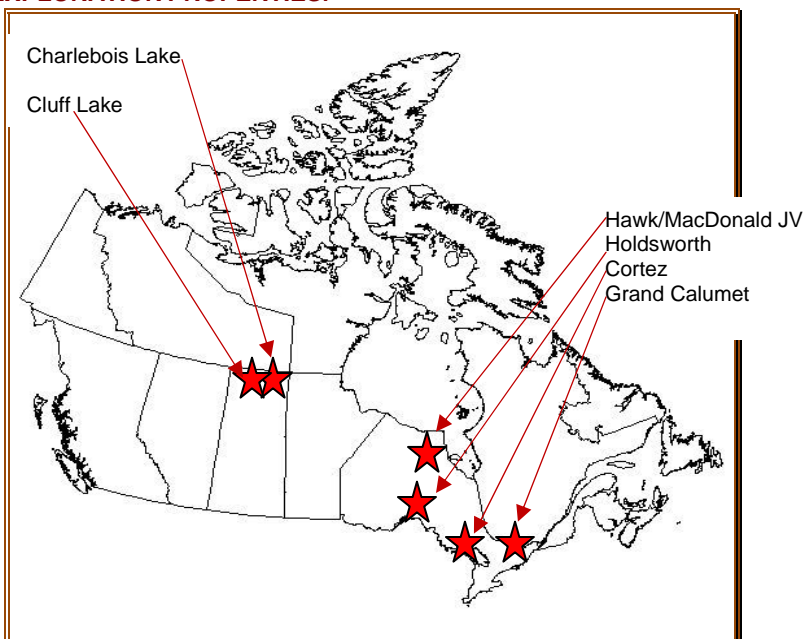 Charlebois Lake
Cluff Lake
Hawk/MacDonald JV
Holdsworth
Cortez
Grand Calumet